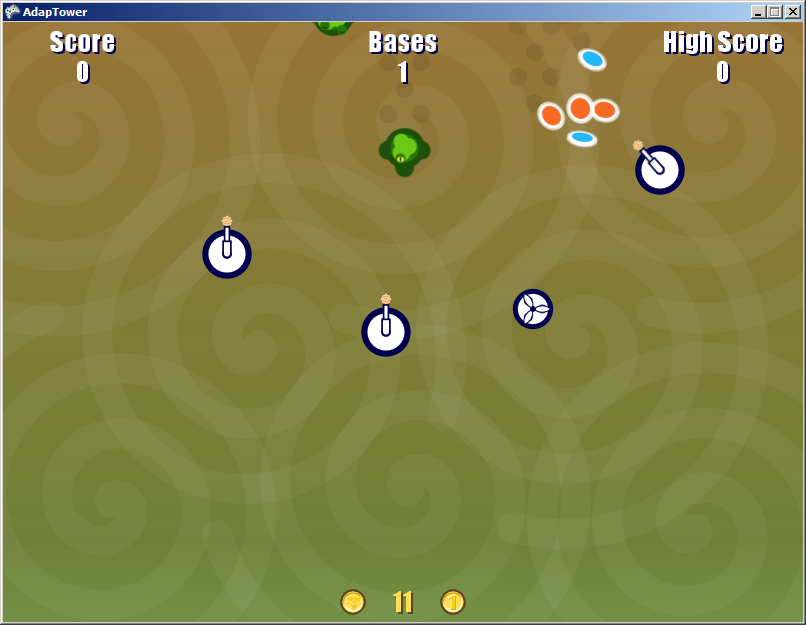 AdapTower
Score
0
Bases
1
High Score
0
11